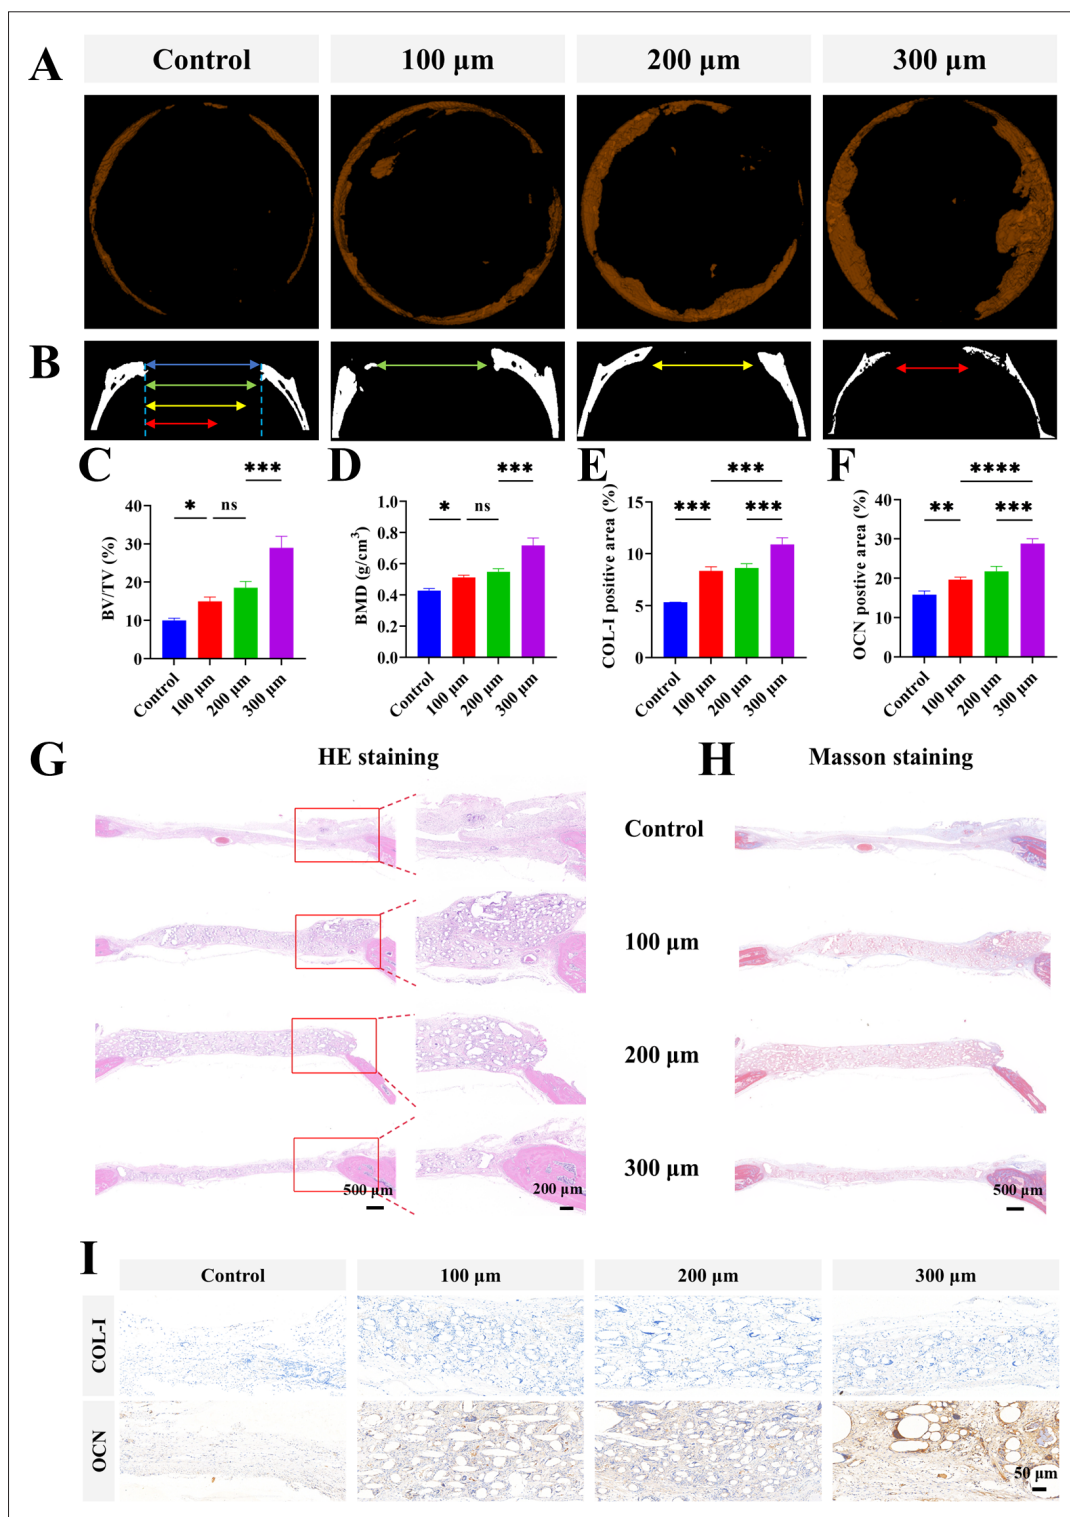 A
Control
100 μm
200 μm
300 μm
B
C
D
E
F
***
* ns
BV/TV (%)
40
30
20
10
0
Control
100 μm
200 μm
300 μm
***
* ns
BMD (g/cm³)
1.0
0.8
0.6
0.4
0.2
0.0
Control
100 μm
200 μm
300 μm
***
*** ***
COL-I positive area (%)
15
10
5
0
Control
100 μm
200 μm
300 μm
****
** ***
OCN postive area (%)
40
30
20
10
0
Control
100 μm
200 μm
300 μm
G
HE staining
H
Masson staining
Control
100 μm
200 μm
300 μm
500 μm
200 μm
500 μm
I
Control
100 μm
200 μm
300 μm
COL-I
OCN
50 μm